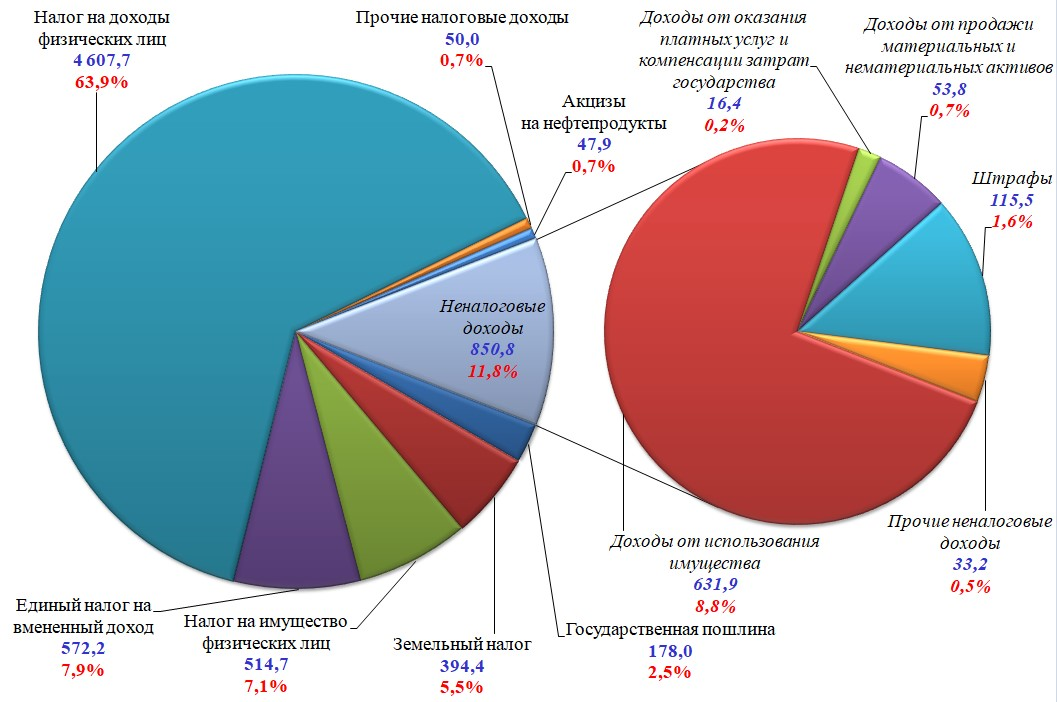 Налог на доходы
физических лиц
4 607,7
63,9%
Прочие налоговые доходы
50,0
0,7%
Акцизы
на нефтепродукты
47,9
0,7%
Доходы от оказания
платных услуг и
компенсации затрат
государства
16,4
0,2%
Доходы от продажи
материальных и
нематериальных активов
53,8
0,7%
Штрафы
115,5
1,6%
Неналоговые
доходы
850,8
11,8%
Прочие неналоговые
доходы
33,2
0,5%
Доходы от использования
имущества
631,9
8,8%
Единый налог на
вмененный доход
572,2
7,9%
Налог на имущество
физических лиц
514,7
7,1%
Земельный налог
394,4
5,5%
Государственная пошлина
178,0
2,5%